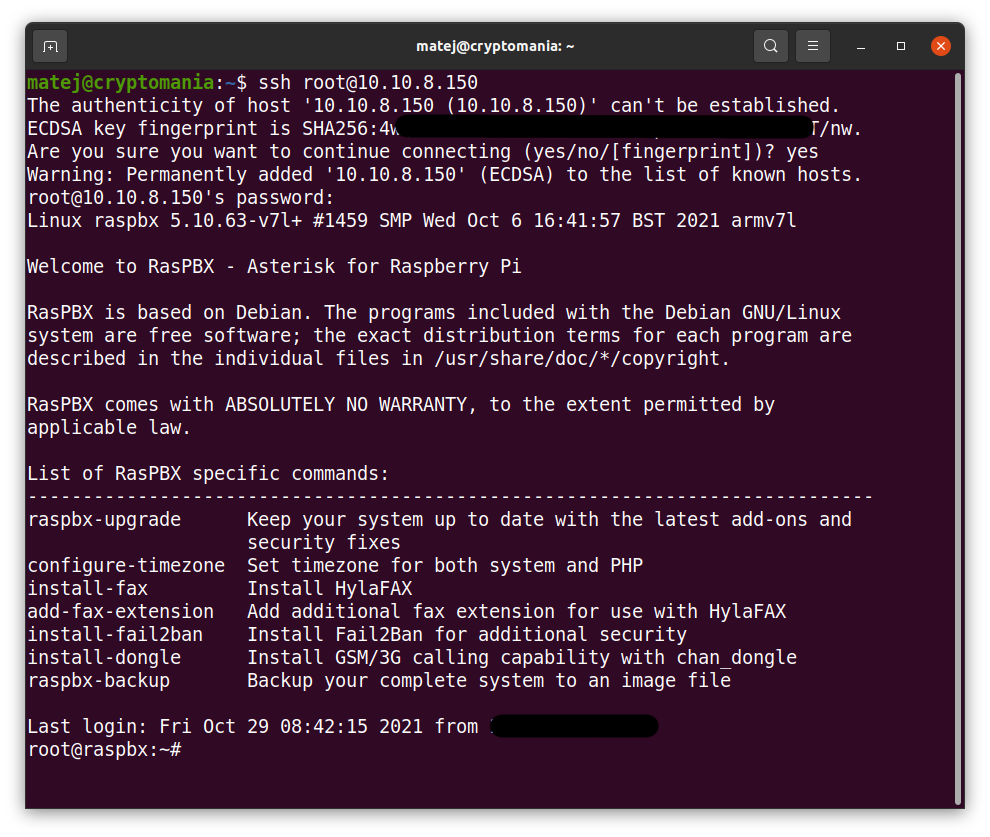 matej@cryptomania: ~
matej@cryptomania:~$ ssh root@10.10.8.150
The authenticity of host '10.10.8.150 (10.10.8.150)' can't be established.
ECDSA key fingerprint is SHA256:4w T/nw.
Are you sure you want to continue connecting (yes/no/[fingerprint])? yes
Warning: Permanently added '10.10.8.150' (ECDSA) to the list of known hosts.
root@10.10.8.150's password:
Linux raspbx 5.10.63-v7l+ #1459 SMP Wed Oct 6 16:41:57 BST 2021 armv7l
Welcome to RasPBX - Asterisk for Raspberry Pi
RasPBX is based on Debian. The programs included with the Debian GNU/Linux
system are free software; the exact distribution terms for each program are
described in the individual files in /usr/share/doc/*/copyright.
RasPBX comes with ABSOLUTELY NO WARRANTY, to the extent permitted by
applicable law.
List of RasPBX specific commands:
-----------------------------------------------------------------------------
raspbx-upgrade      Keep your system up to date with the latest add-ons and
                    security fixes
configure-timezone  Set timezone for both system and PHP
install-fax         Install HylaFAX
add-fax-extension   Add additional fax extension for use with HylaFAX
install-fail2ban    Install Fail2Ban for additional security
install-dongle      Install GSM/3G calling capability with chan_dongle
raspbx-backup       Backup your complete system to an image file
Last login: Fri Oct 29 08:42:15 2021 from
root@raspbx:~#